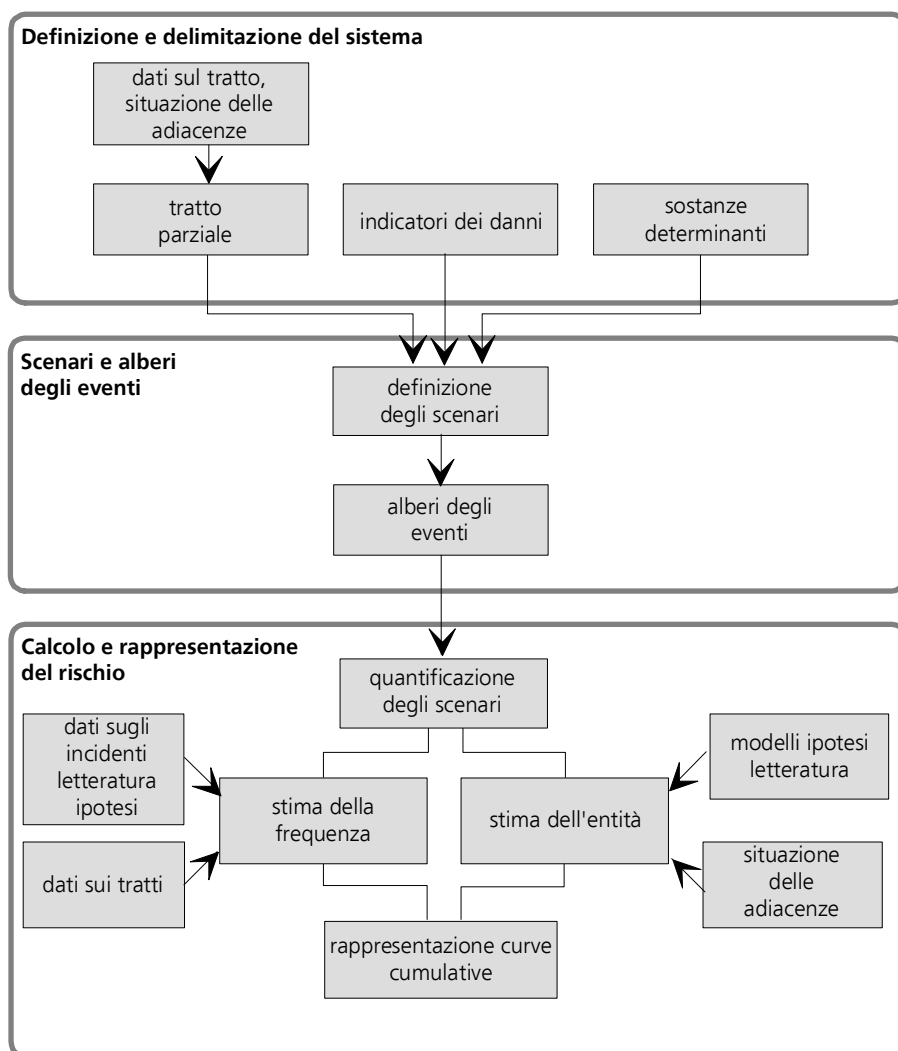 Definizione e delimitazione del sistema
dati sul tratto,
situazione delle
adiacenze
tratto
parziale
indicatori dei danni
sostanze
determinanti
Scenari e alberi
degli eventi
definizione
degli scenari
alberi degli
eventi
Calcolo e rappresentazione
del rischio
quantificazione
degli scenari
dati sugli
incidenti
letteratura
ipotesi
modelli ipotesi
letteratura
stima della
frequenza
stima dell'entità
dati sui tratti
situazione
delle
adiacenze
rappresentazione curve
cumulative